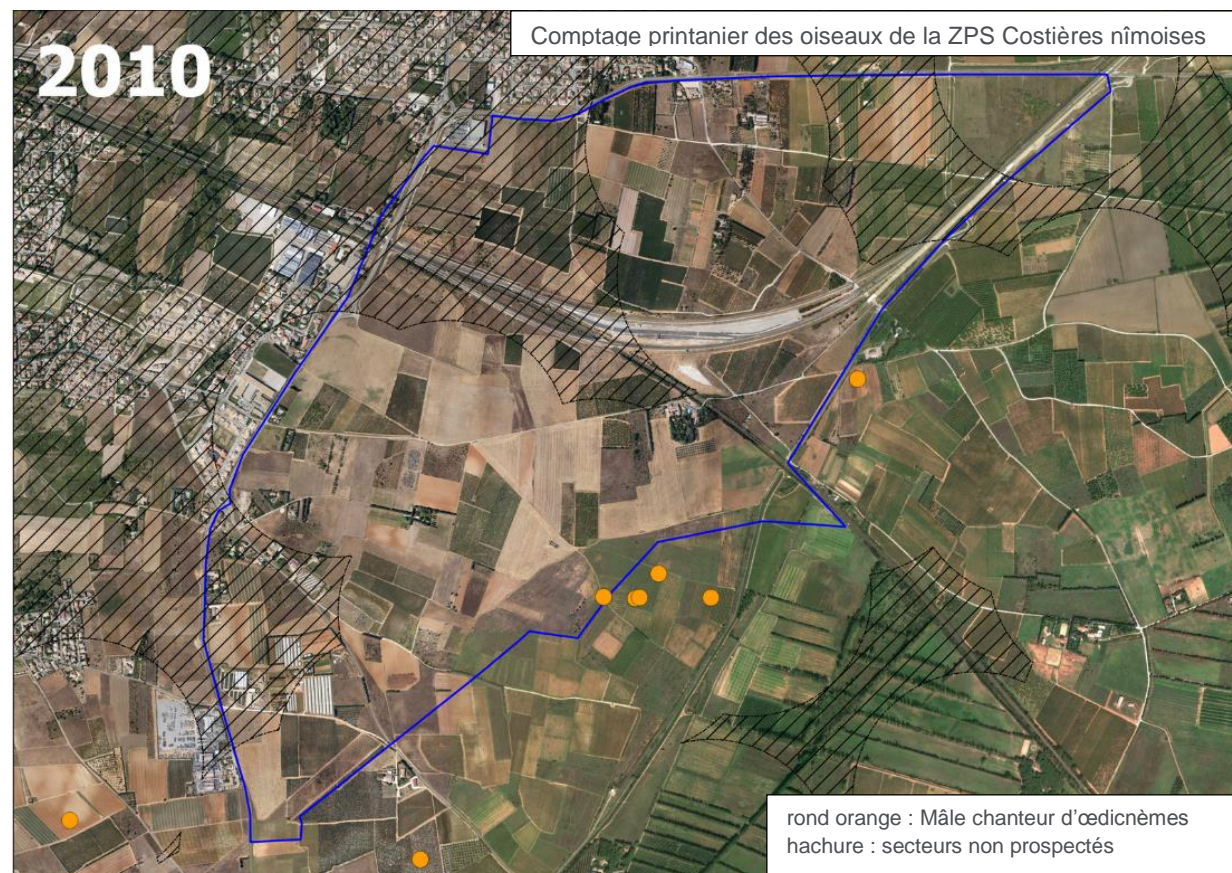 Comptage printanier des oiseaux de la ZPS Costières nîmoises
2010
rond orange : Mâle chanteur d'œdicnèmes
hachure : secteurs non prospectés